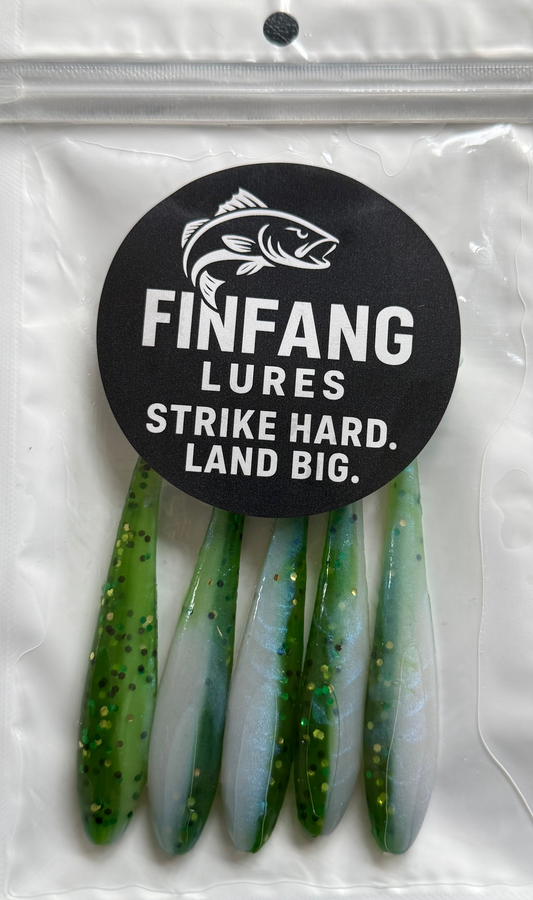 FINFANG
LURES
STRIKE HARD.
LAND BIG.